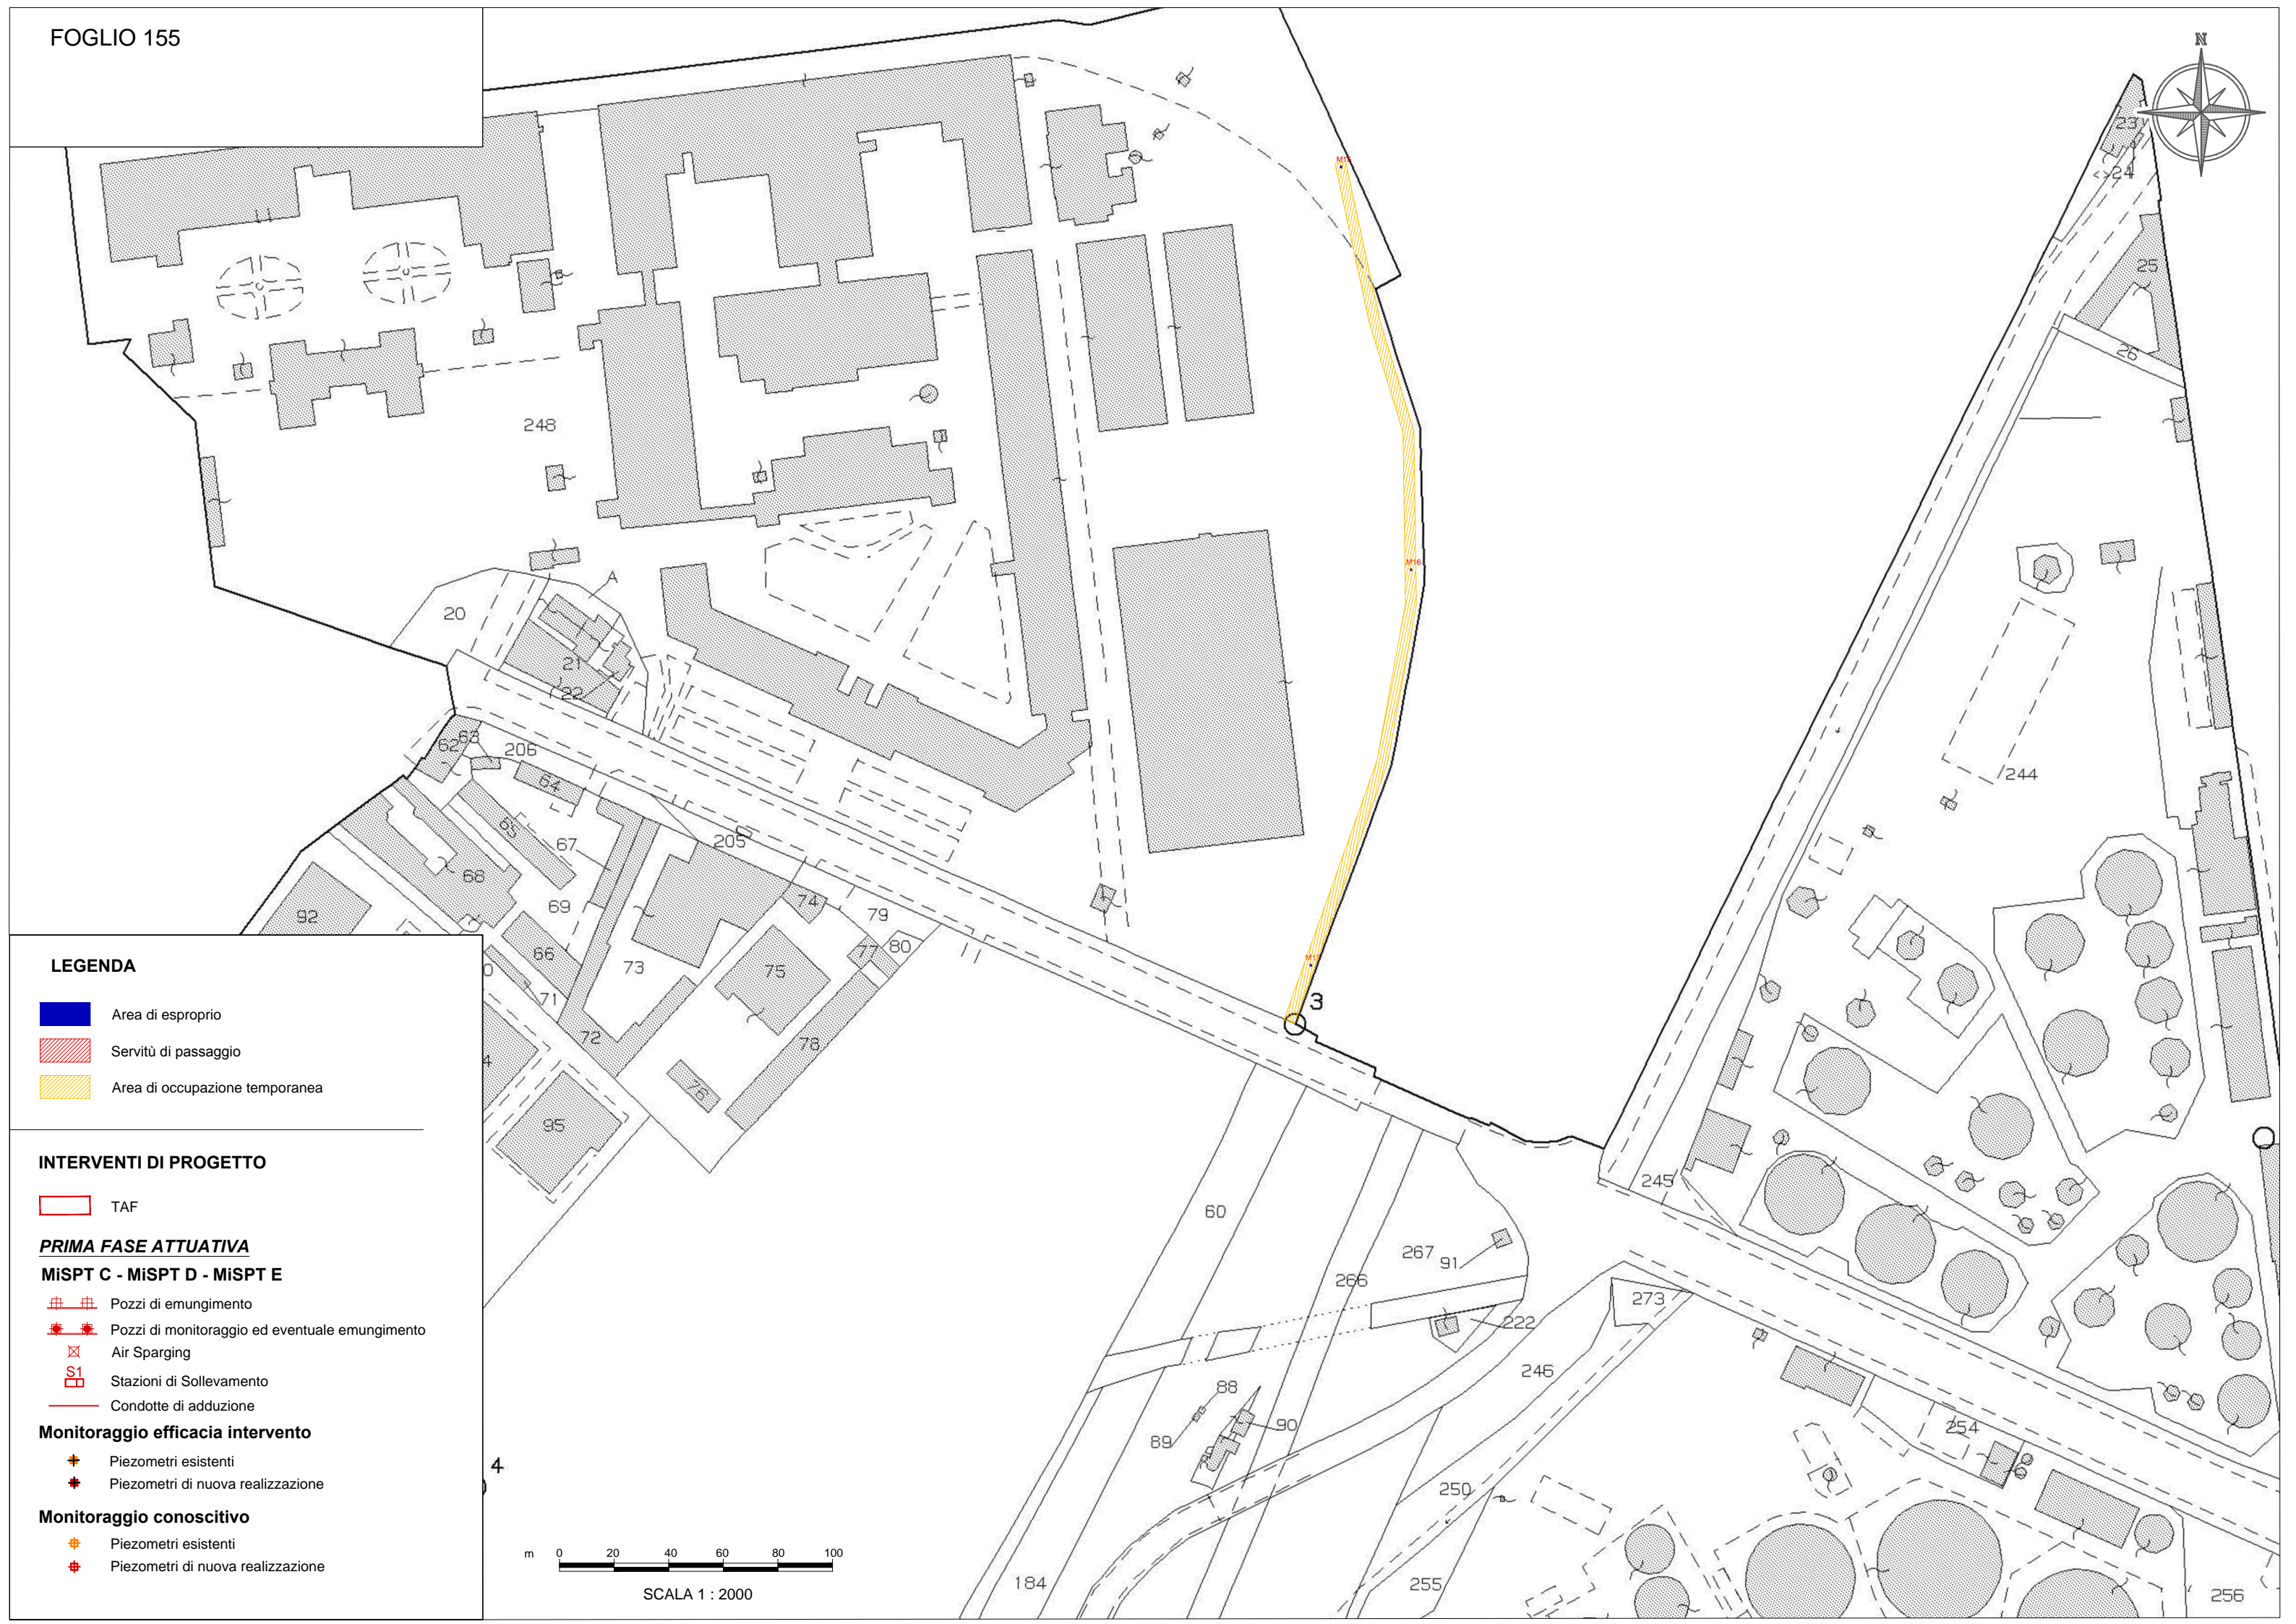 FOGLIO 155
N
M15
23
<>24
25
26
248
M16
A
20
21
22
62
63
206
64
244
65
67
205
68
92
74
79
69
66
77
80
73
75
71
3
72
78
76
95
245
60
267
91
266
273
222
246
88
90
89
254
4
250
184
255
256
LEGENDA
Area di esproprio
Servitù di passaggio
Area di occupazione temporanea
INTERVENTI DI PROGETTO
TAF
PRIMA FASE ATTUATIVA
MiSPT C - MiSPT D - MiSPT E
Pozzi di emungimento
Pozzi di monitoraggio ed eventuale emungimento
Air Sparging
S1
Stazioni di Sollevamento
Condotte di adduzione
Monitoraggio efficacia intervento
Piezometri esistenti
Piezometri di nuova realizzazione
Monitoraggio conoscitivo
Piezometri esistenti
Piezometri di nuova realizzazione
m 0 20 40 60 80 100
SCALA 1 : 2000